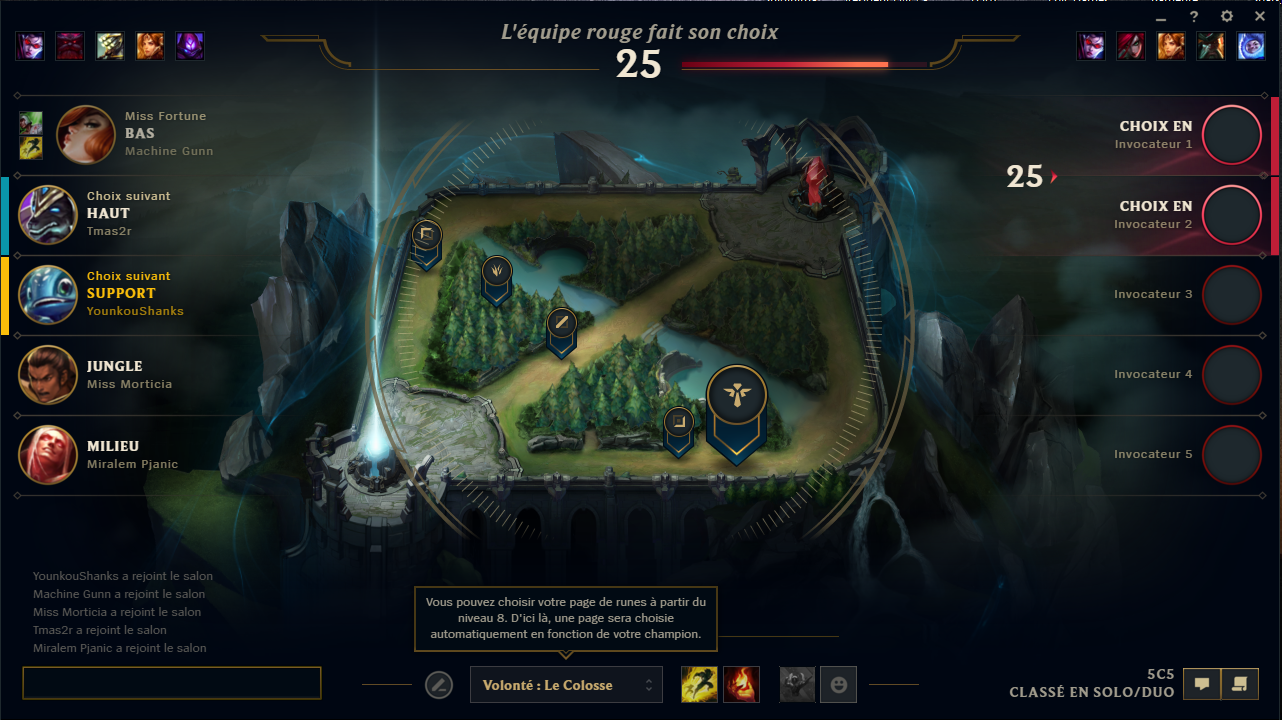 L'équipe rouge fait son choix
25
?
Miss Fortune
BAS
Machine Gunn
Choix suivant
HAUT
Tmas2r
Choix suivant
SUPPORT
YounkouShanks
JUNGLE
Miss Morticia
MILIEU
Miralem Pjanic
CHOIX EN
Invocateur 1
25
CHOIX EN
Invocateur 2
Invocateur 3
Invocateur 4
Invocateur 5
YounkouShanks a rejoint le salon
Machine Gunn a rejoint le salon
Miss Morticia a rejoint le salon
Tmas2r a rejoint le salon
Miralem Pjanic a rejoint le salon
Vous pouvez choisir votre page de runes à partir du
niveau 8. D'ici là, une page sera choisie
automatiquement en fonction de votre champion.
Volonté : Le Colosse
5C5
CLASSÉ EN SOLO/DUO